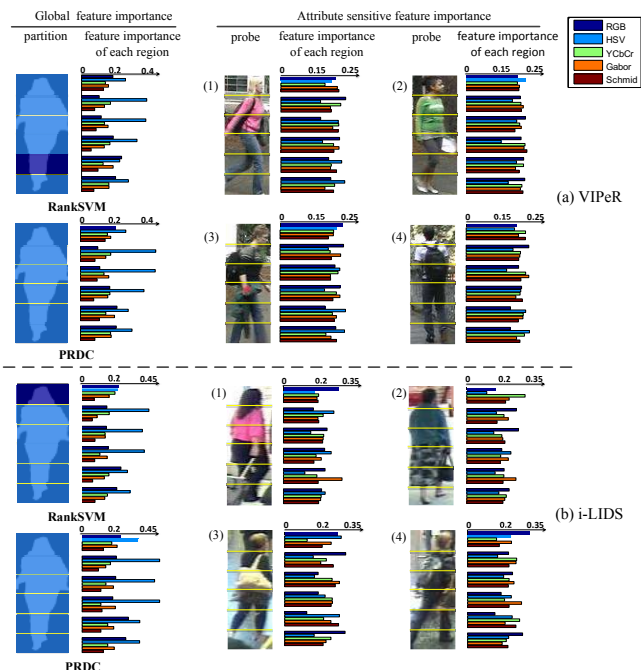 Global feature importance
Attribute sensitive feature importance
partition
feature importance
of each region
probe
feature importance
of each region
probe
feature importance
of each region
RGB
HSV
YCbCr
Gabor
Schmid
0 0.2 0.4
(1)
0 0.15 0.25
(2)
0 0.15 0.25
RankSVM
(a) VIPeR
0 0.2 0.4
(3)
0 0.15 0.25
(4)
0 0.15 0.25
PRDC
0 0.2 0.45
(1)
0 0.2 0.35
(2)
0 0.2 0.35
RankSVM
(b) i-LIDS
0 0.2 0.45
(3)
0 0.2 0.35
(4)
0 0.2 0.35
PRDC